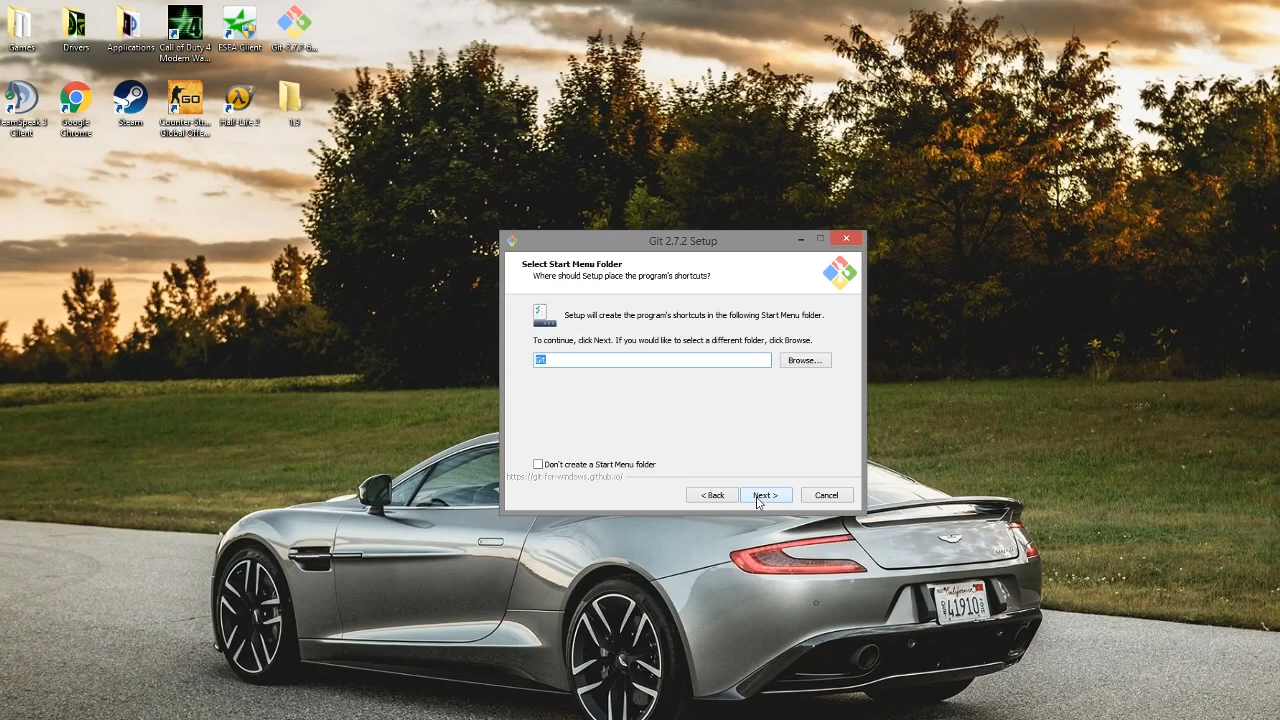 Games
Drivers
Applications
Call of Duty 4
Modern Wa...
ESEA Client
Git-2.7.2-6...
eamSpeak 3
Client
Google
Chrome
Steam
Counter-Str...
Global Offe...
Half-Life 2
1.9
Git 2.7.2 Setup
Select Start Menu Folder
Where should Setup place the program's shortcuts?
Setup will create the program's shortcuts in the following Start Menu folder.
To continue, click Next. If you would like to select a different folder, click Browse.
Git
Browse...
Don't create a Start Menu folder
https://git-for-windows.github.io/
< Back
Next >
Cancel
California
41910